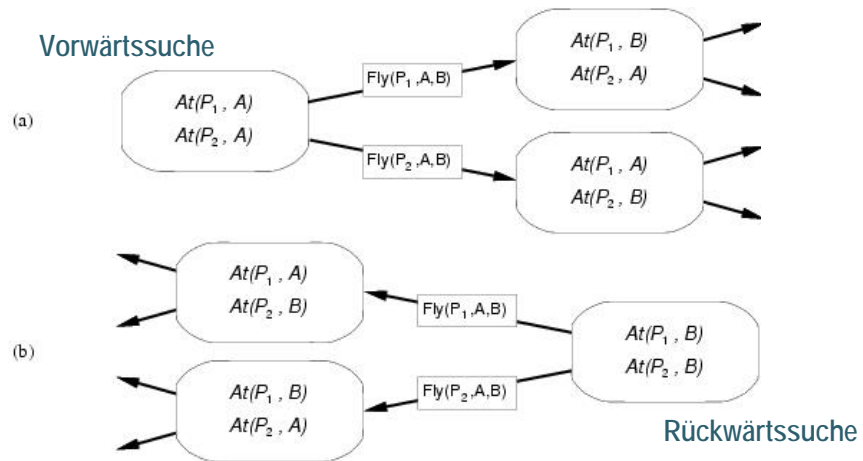 Vorwärtssuche
(a)
At(P₁ , A)
At(P₂ , A)
Fly(P₁ ,A,B)
Fly(P₂ ,A,B)
At(P₁ , B)
At(P₂ , A)
At(P₁ , A)
At(P₂ , B)
(b)
At(P₁ , A)
At(P₂ , B)
At(P₁ , B)
At(P₂ , A)
Fly(P₁ ,A,B)
Fly(P₂ ,A,B)
At(P₁ , B)
At(P₂ , B)
Rückwärtssuche